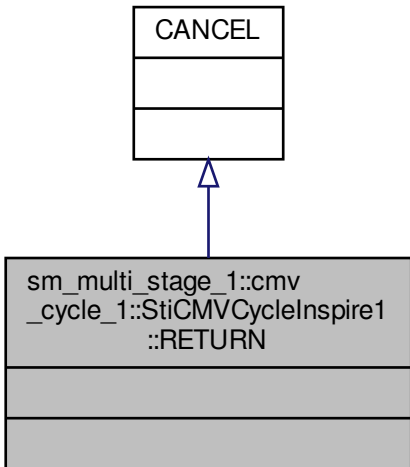 CANCEL
sm_multi_stage_1::cmv
_cycle_1::StiCMVCycleInspire1
::RETURN